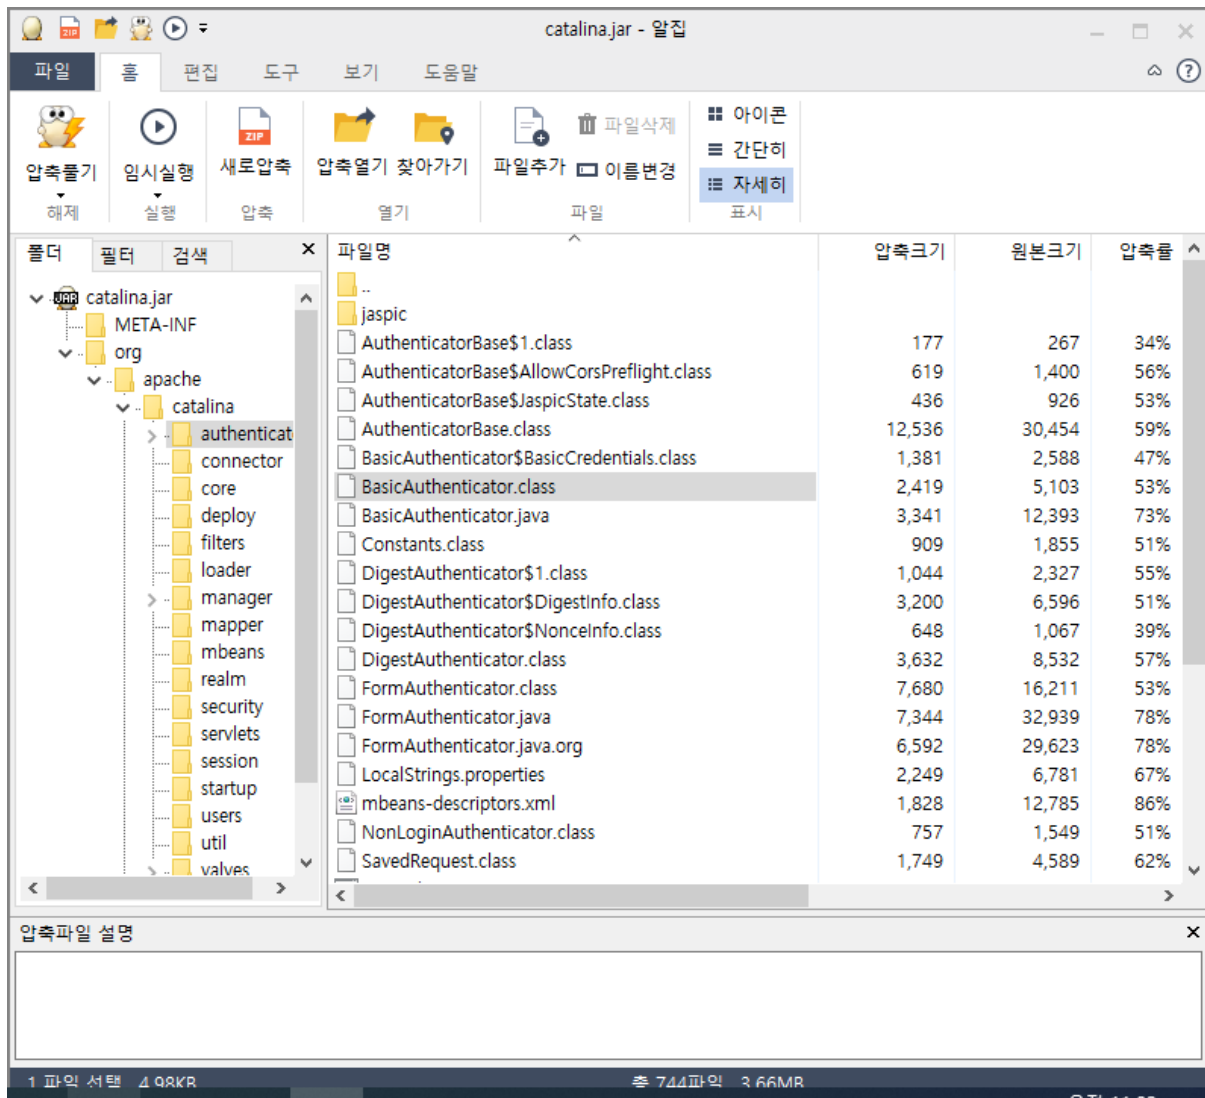 catalina.jar - 알집
파일 홈 편집 도구 보기 도움말
압축풀기 임시실행 새로압축 압축열기 찾아가기 파일추가 파일삭제 이름변경 아이콘 간단히 자세히
해제 실행 압축 열기 파일 표시
폴더 필터 검색
catalina.jar
META-INF
org
apache
catalina
authenticat
connector
core
deploy
filters
loader
manager
mapper
mbeans
realm
security
servlets
session
startup
users
util
valves
파일명 압축크기 원본크기 압축률
..
jaspic
AuthenticatorBase$1.class 177 267 34%
AuthenticatorBase$AllowCorsPreflight.class 619 1,400 56%
AuthenticatorBase$JaspicState.class 436 926 53%
AuthenticatorBase.class 12,536 30,454 59%
BasicAuthenticator$BasicCredentials.class 1,381 2,588 47%
BasicAuthenticator.class 2,419 5,103 53%
BasicAuthenticator.java 3,341 12,393 73%
Constants.class 909 1,855 51%
DigestAuthenticator$1.class 1,044 2,327 55%
DigestAuthenticator$DigestInfo.class 3,200 6,596 51%
DigestAuthenticator$NonceInfo.class 648 1,067 39%
DigestAuthenticator.class 3,632 8,532 57%
FormAuthenticator.class 7,680 16,211 53%
FormAuthenticator.java 7,344 32,939 78%
FormAuthenticator.java.org 6,592 29,623 78%
LocalStrings.properties 2,249 6,781 67%
mbeans-descriptors.xml 1,828 12,785 86%
NonLoginAuthenticator.class 757 1,549 51%
SavedRequest.class 1,749 4,589 62%
압축파일 설명
1 파일 선택 4.98KB 총 744파일 3.66MB